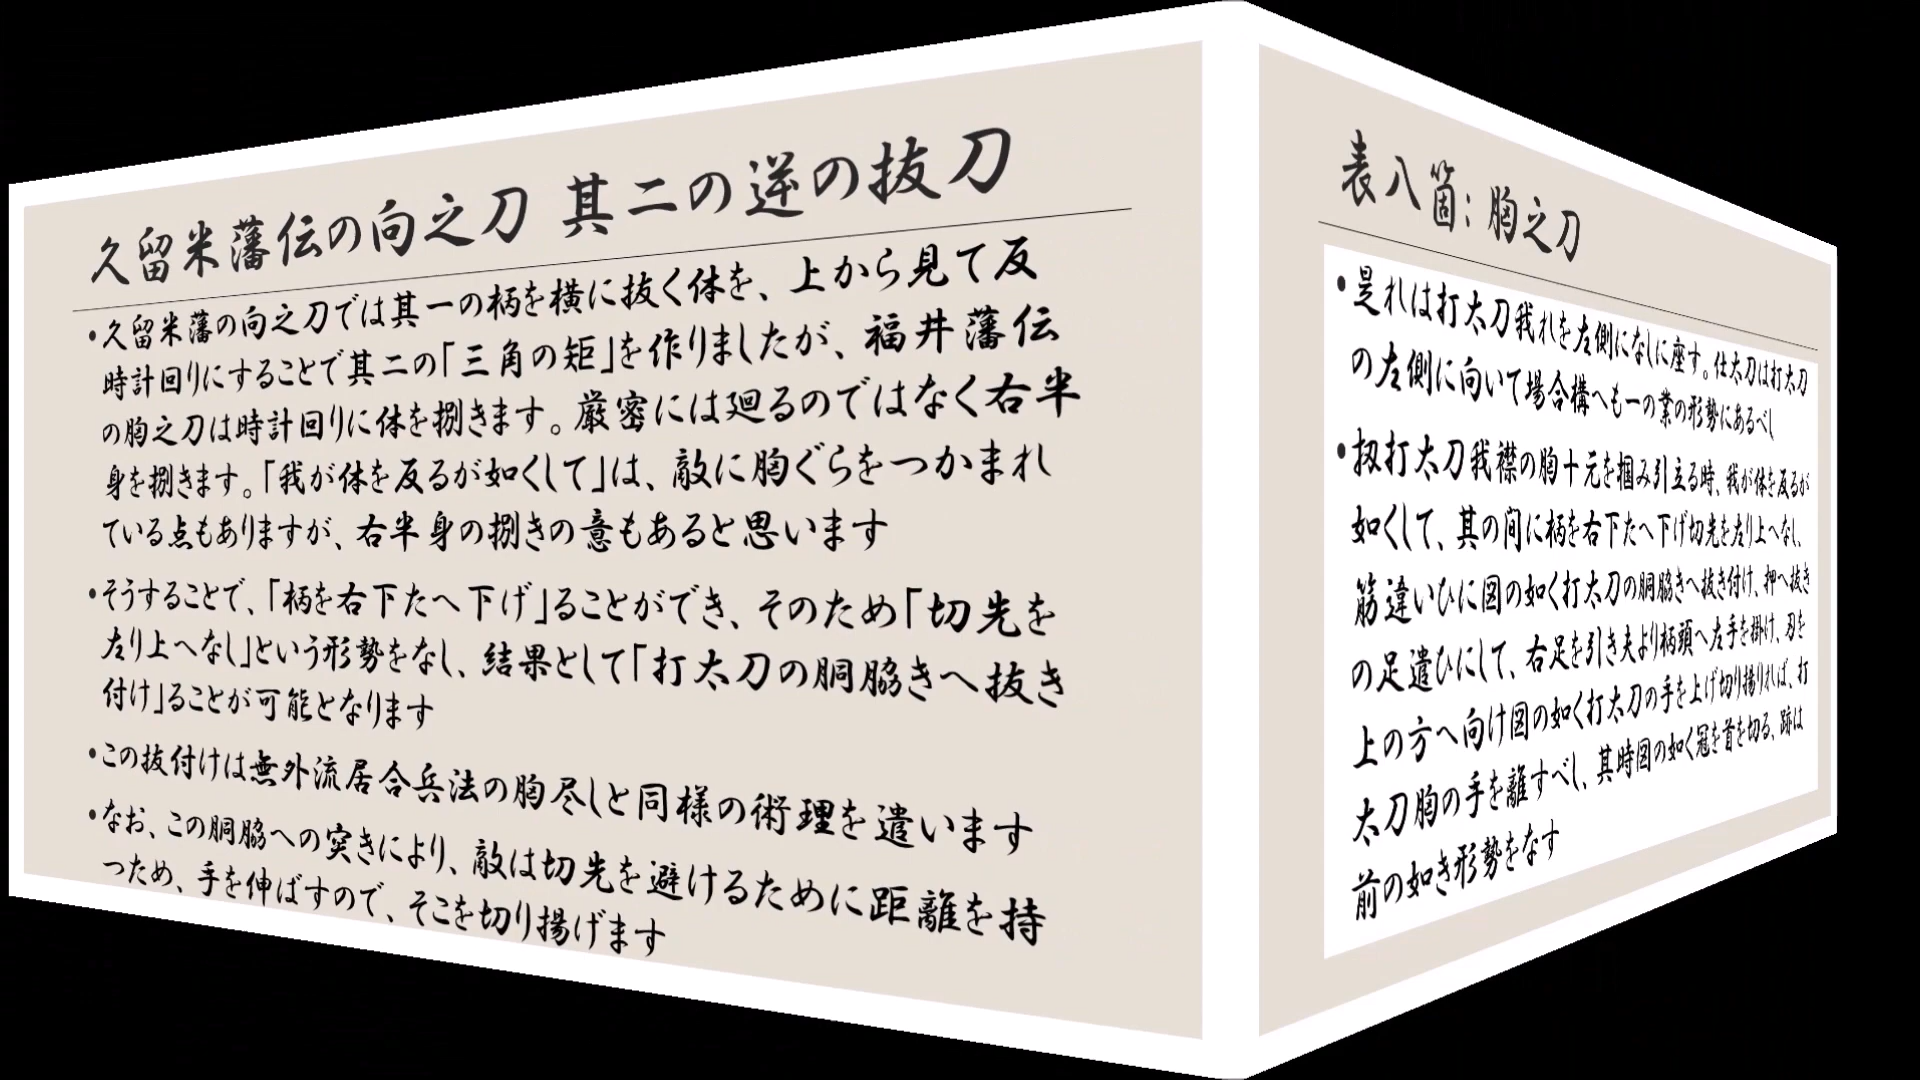 久留米藩伝の向之刀 其二の逆の抜刀
•久留米藩の向之刀では其一の柄を横に抜く体を、上から見て反
時計回りにすることで其二の「三角の矩」を作りましたが、福井藩伝
の胸之刀は時計回りに体を捌きます。厳密には廻るのではなく右半
身を捌きます。「我が体を反るが如くして」は、敵に胸ぐらをつかまれ
ている点もありますが、右半身の捌きの意もあると思います
•そうすることで、「柄を右下たへ下げ」ることができ、そのため「切先を
左り上へなし」という形勢をなし、結果として「打太刀の胴脇きへ抜き
付け」ることが可能となります
•この抜付けは無外流居合兵法の胸尽しと同様の術理を遣います
•なお、この胴脇への突きにより、敵は切先を避けるために距離を持
つため、手を伸ばすので、そこを切り揚げます
表八箇:胸之刀
•是れは打太刀我れを左側になしに座す。仕太刀は打太刀
の左側に向いて場合構へも一の業の形勢にあるべし
•扨打太刀我襟の胸十元を掴み引立る時、我が体を反るが
如くして、其の間に柄を右下たへ下げ切先を左り上へなし、
筋違いひに図の如く打太刀の胴脇きへ抜き付け、押へ抜き
の足遣ひにして、右足を引き夫より柄頭へ左手を掛け、刃を
上の方へ向け図の如く打太刀の手を上げ切り揚りれば、打
太刀胸の手を離すべし、其時図の如く冠を首を切る、跡は
前の如き形勢をなす